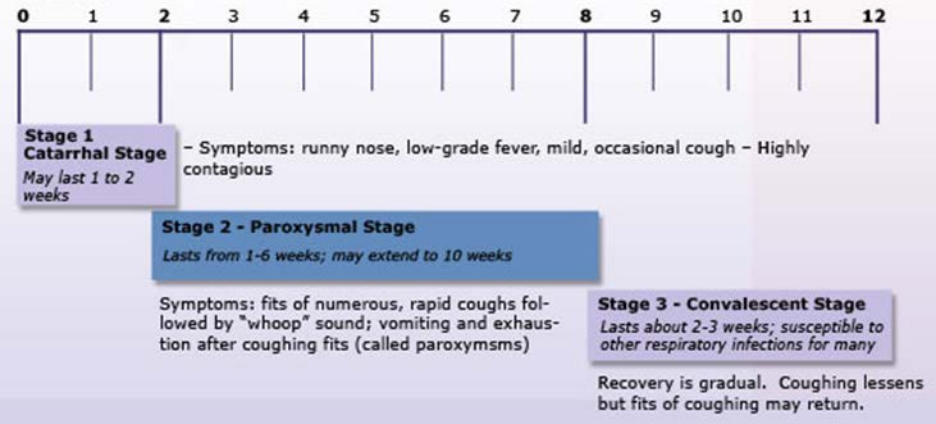 0 1 2 3 4 5 6 7 8 9 10 11 12
Stage 1
Catarrhal Stage
May last 1 to 2
weeks
– Symptoms: runny nose, low-grade fever, mild, occasional cough – Highly
contagious
Stage 2 - Paroxysmal Stage
Lasts from 1-6 weeks; may extend to 10 weeks
Symptoms: fits of numerous, rapid coughs fol-
lowed by “whoop” sound; vomiting and exhaus-
tion after coughing fits (called paroxymsms)
Stage 3 - Convalescent Stage
Lasts about 2-3 weeks; susceptible to
other respiratory infections for many
Recovery is gradual. Coughing lessens
but fits of coughing may return.